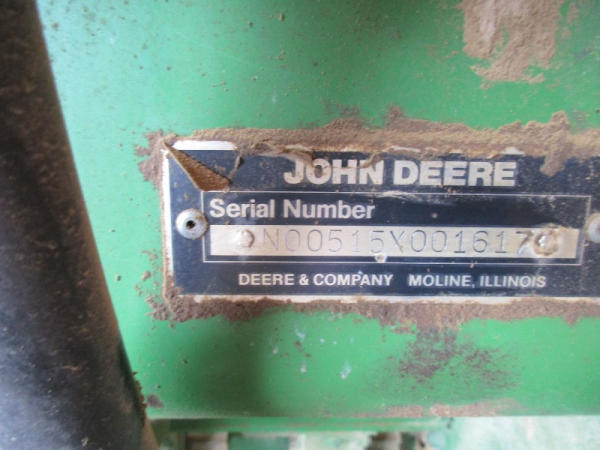 JOHN DEERE
Serial Number
N00515X001617
DEERE & COMPANY MOLINE, ILLINOIS